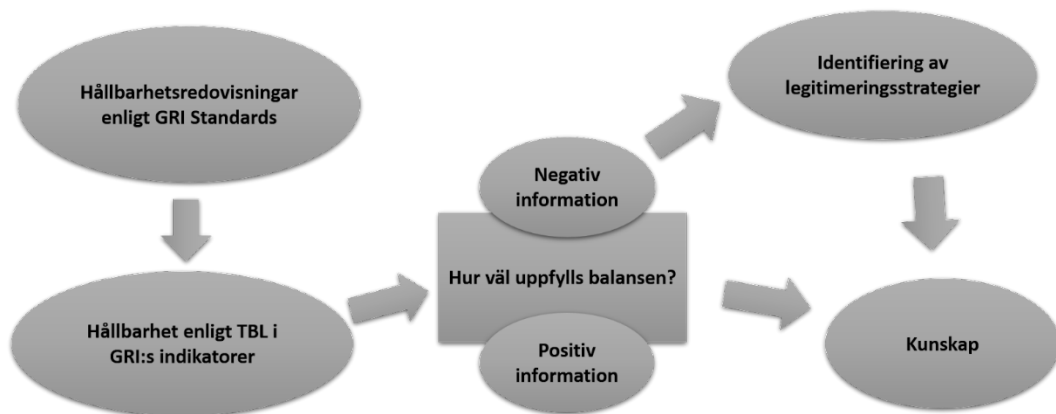 Hållbarhetsredovisningar
enligt GRI Standards
Hållbarhet enligt TBL i
GRI:s indikatorer
Negativ
information
Hur väl uppfylls balansen?
Positiv
information
Identifiering av
legitimeringsstrategier
Kunskap